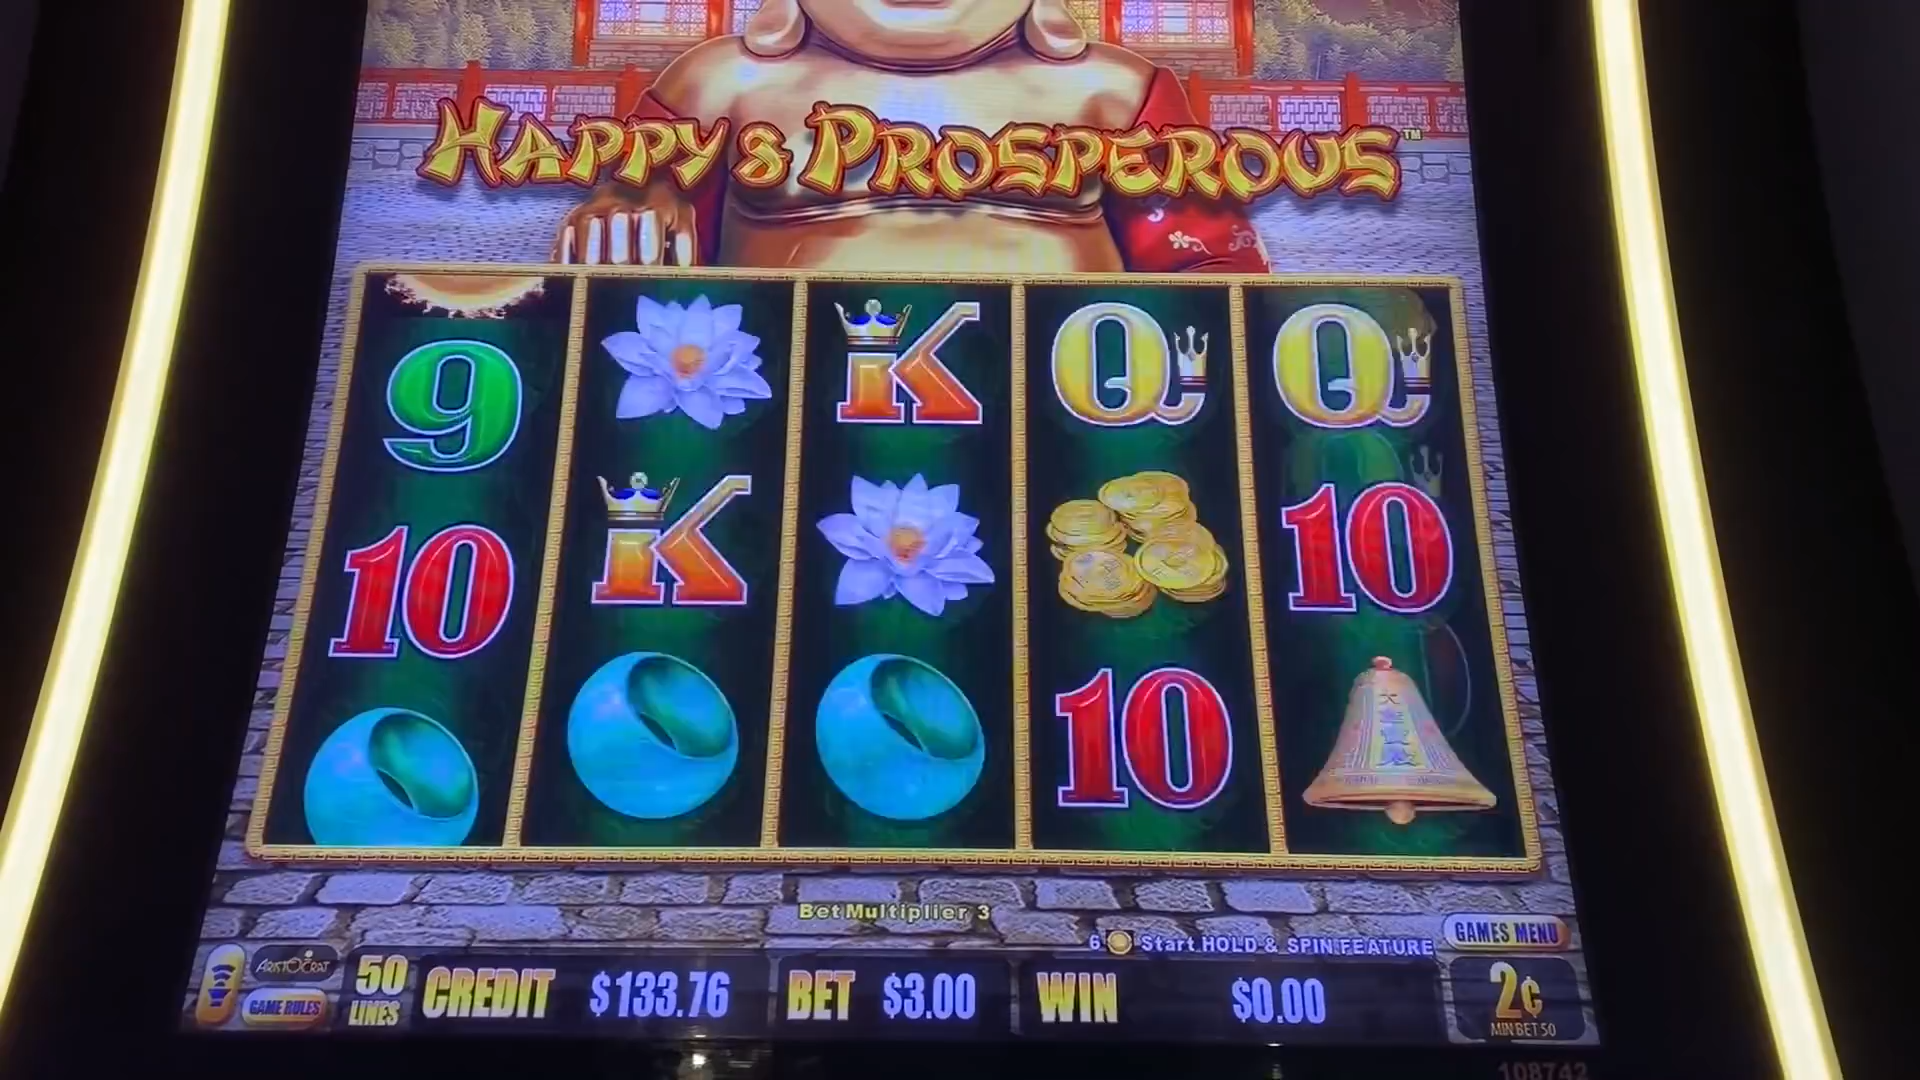 HAPPY & PROSPEROUS™
K Q Q
9
K 10
10
10
Bet Multiplier 3
6 Start HOLD & SPIN FEATURE
GAMES MENU
ARISTOCRAT
GAME RULES
50 LINES
CREDIT $133.76
BET $3.00
WIN $0.00
2¢
MIN BET 50
108742